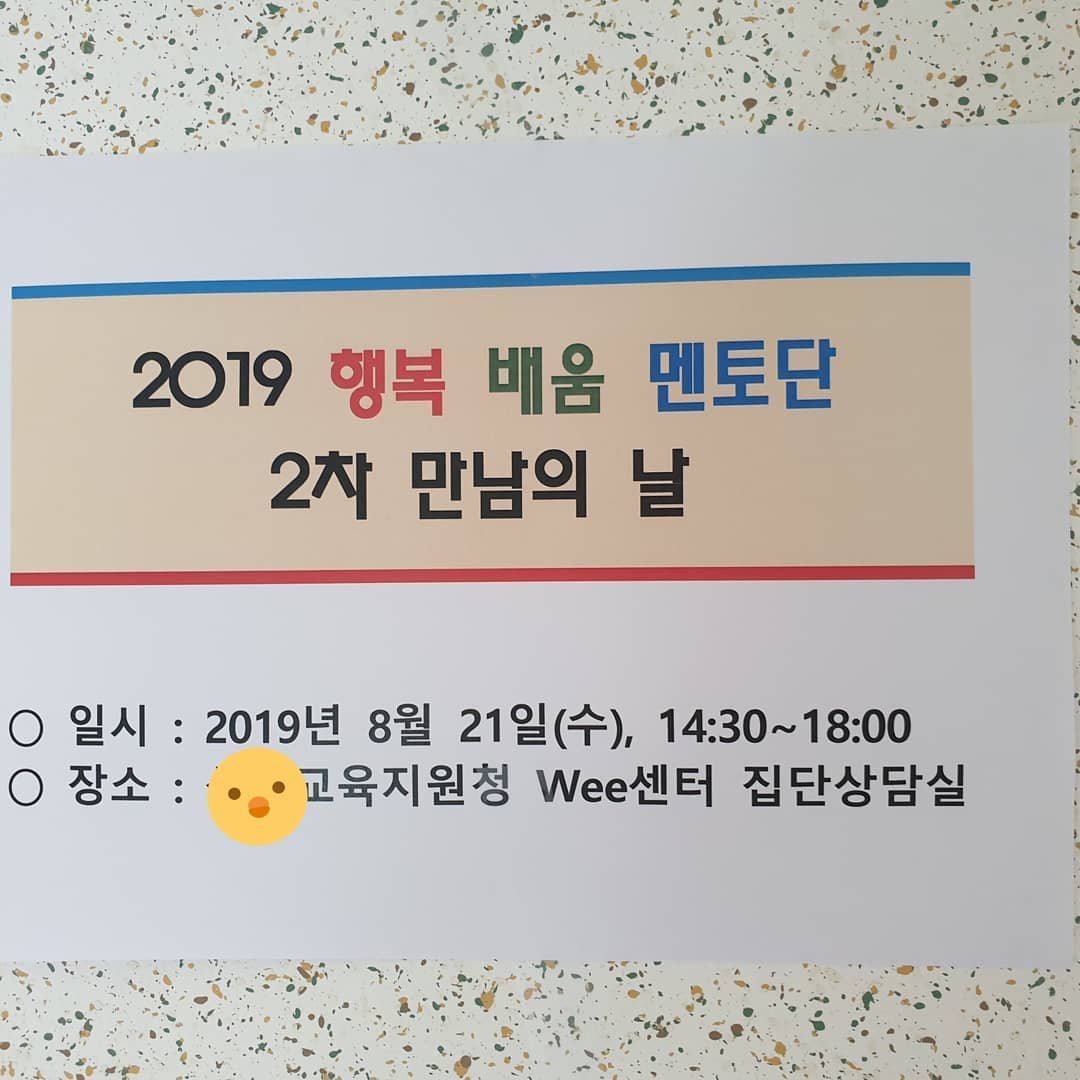 2019 행복 배움 멘토단
2차 만남의 날
○ 일시 : 2019년 8월 21일(수), 14:30~18:00
○ 장소 : 교육지원청 Wee센터 집단상담실